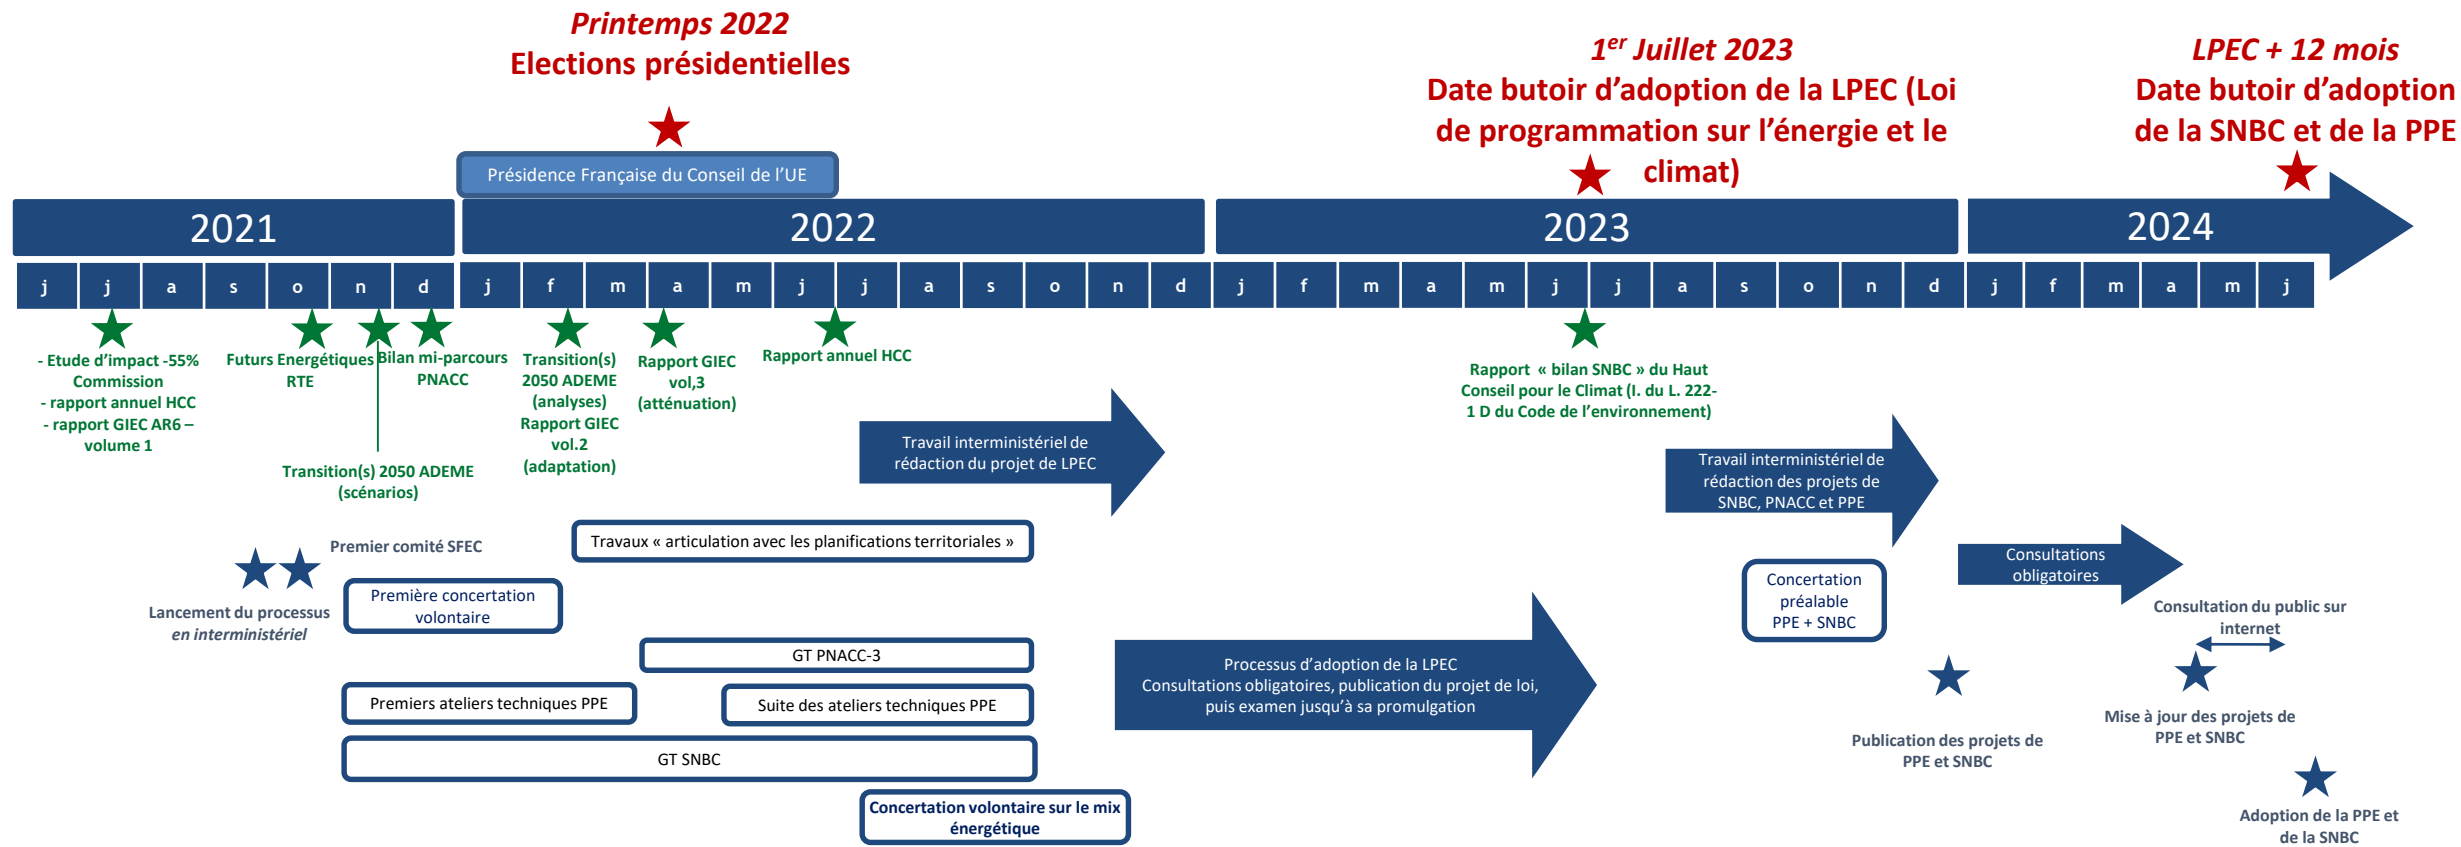 Printemps 2022
Elections présidentielles
1er Juillet 2023
Date butoir d'adoption de la LPEC (Loi
de programmation sur l'énergie et le
climat)
LPEC + 12 mois
Date butoir d'adoption
de la SNBC et de la PPE
Présidence Française du Conseil de l'UE
2021
2022
2023
2024
j j a s o n d j f m a m j j a s o n d j f m a m j j a s o n d j f m a m j
- Etude d'impact -55%
Commission
- rapport annuel HCC
- rapport GIEC AR6 –
volume 1
Futurs Energétiques
RTE
Bilan mi-parcours
PNACC
Transition(s) 2050 ADEME
(scénarios)
Transition(s)
2050 ADEME
(analyses)
Rapport GIEC
vol.2
(adaptation)
Rapport GIEC
vol,3
(atténuation)
Rapport annuel HCC
Rapport « bilan SNBC » du Haut
Conseil pour le Climat (I. du L. 222-
1 D du Code de l'environnement)
Travail interministériel de
rédaction du projet de LPEC
Travail interministériel de
rédaction des projets de
SNBC, PNACC et PPE
Premier comité SFEC
Lancement du processus
en interministériel
Travaux « articulation avec les planifications territoriales »
Première concertation
volontaire
GT PNACC-3
Premiers ateliers techniques PPE
Suite des ateliers techniques PPE
GT SNBC
Concertation volontaire sur le mix
énergétique
Processus d'adoption de la LPEC
Consultations obligatoires, publication du projet de loi,
puis examen jusqu'à sa promulgation
Concertation
préalable
PPE + SNBC
Consultations
obligatoires
Consultation du public sur
internet
Publication des projets de
PPE et SNBC
Mise à jour des projets de
PPE et SNBC
Adoption de la PPE et
de la SNBC